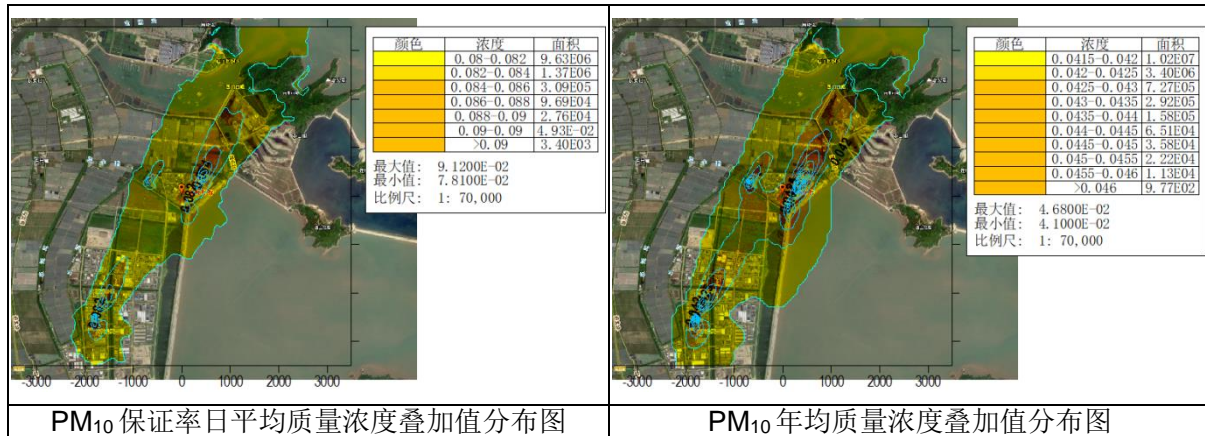 颜色 浓度 面积
0.08-0.082 9.63E06
0.082-0.084 1.37E06
0.084-0.086 3.09E05
0.086-0.088 9.69E04
0.088-0.09 2.76E04
0.09-0.09 4.93E-02
>0.09 3.40E03
最大值: 9.1200E-02
最小值: 7.8100E-02
比例尺: 1: 70,000
-3000 -2000 -1000 0 1000 2000 3000
PM₁₀保证率日平均质量浓度叠加值分布图
颜色 浓度 面积
0.0415-0.042 1.02E07
0.042-0.0425 3.40E06
0.0425-0.043 7.27E05
0.043-0.0435 2.92E05
0.0435-0.044 1.58E05
0.044-0.0445 6.51E04
0.0445-0.045 3.58E04
0.045-0.0455 2.22E04
0.0455-0.046 1.13E04
>0.046 9.77E02
最大值: 4.6800E-02
最小值: 4.1000E-02
比例尺: 1: 70,000
-3000 -2000 -1000 0 1000 2000 3000
PM₁₀年均质量浓度叠加值分布图